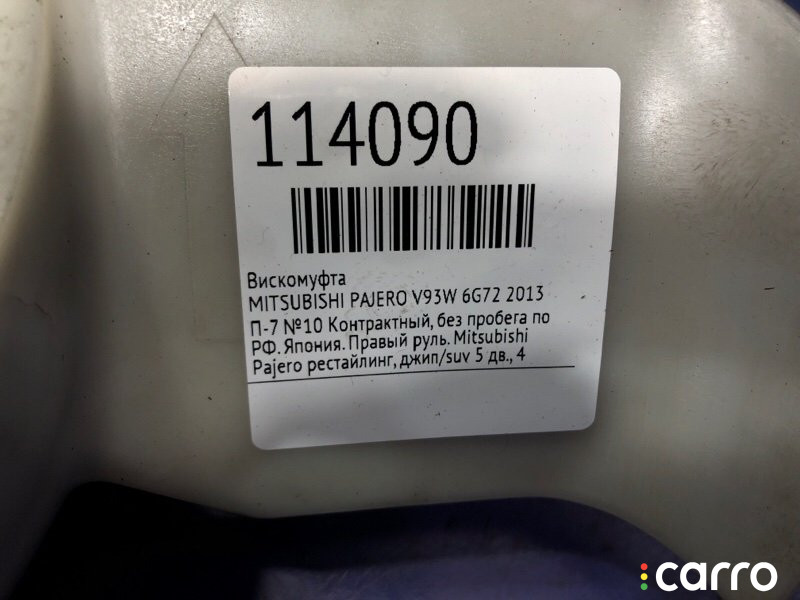 114090
Вискомуфта
MITSUBISHI PAJERO V93W 6G72 2013
П-7 №10 Контрактный, без пробега по
РФ. Япония. Правый руль. Mitsubishi
Pajero рестайлинг, джип/suv 5 дв., 4
carro